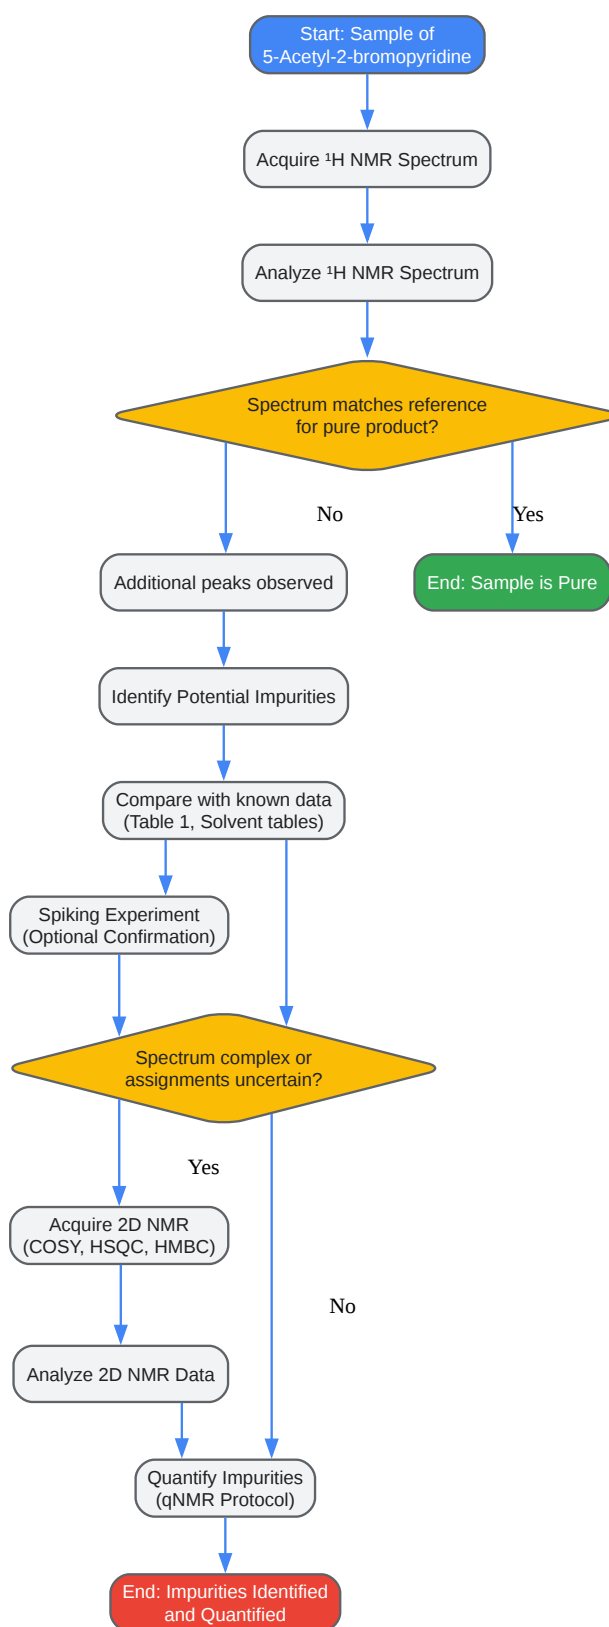 Start: Sample of
5-Acetyl-2-bromopyridine
Acquire ¹H NMR Spectrum
Analyze ¹H NMR Spectrum
Spectrum matches reference
for pure product?
No
Yes
Additional peaks observed
End: Sample is Pure
Identify Potential Impurities
Compare with known data
(Table 1, Solvent tables)
Spiking Experiment
(Optional Confirmation)
Spectrum complex or
assignments uncertain?
Yes
Acquire 2D NMR
(COSY, HSQC, HMBC)
No
Analyze 2D NMR Data
Quantify Impurities
(qNMR Protocol)
End: Impurities Identified
and Quantified